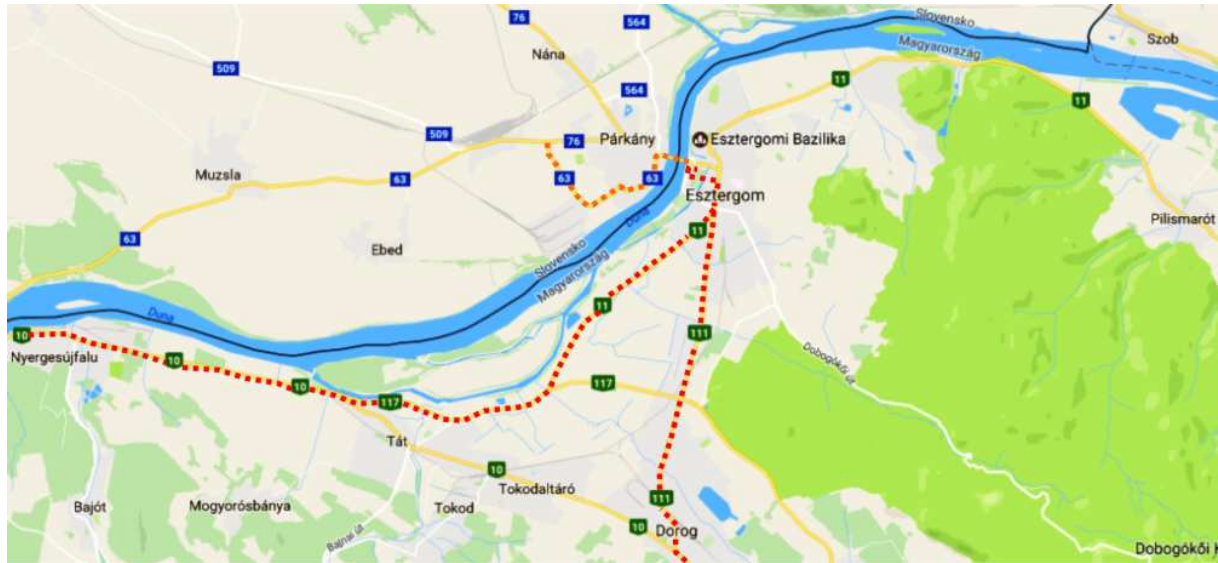 76
564
Slovensko
Magyarország
Szob
Nána
509
11
11
564
509
76
Párkány
Esztergomi Bazilika
Muzsla
63
63
63
Esztergom
Pilismarót
63
Ebed
Duna
11
Slovensko
Magyarország
11
Duna
10
Nyergesújfalu
10
10
111
Dobogókői út
117
117
Tát
10
Tokodaltáró
Mogyorósbánya
Bajót
Tokod
111
10
Dorog
Bajnai út
Dobogókői K